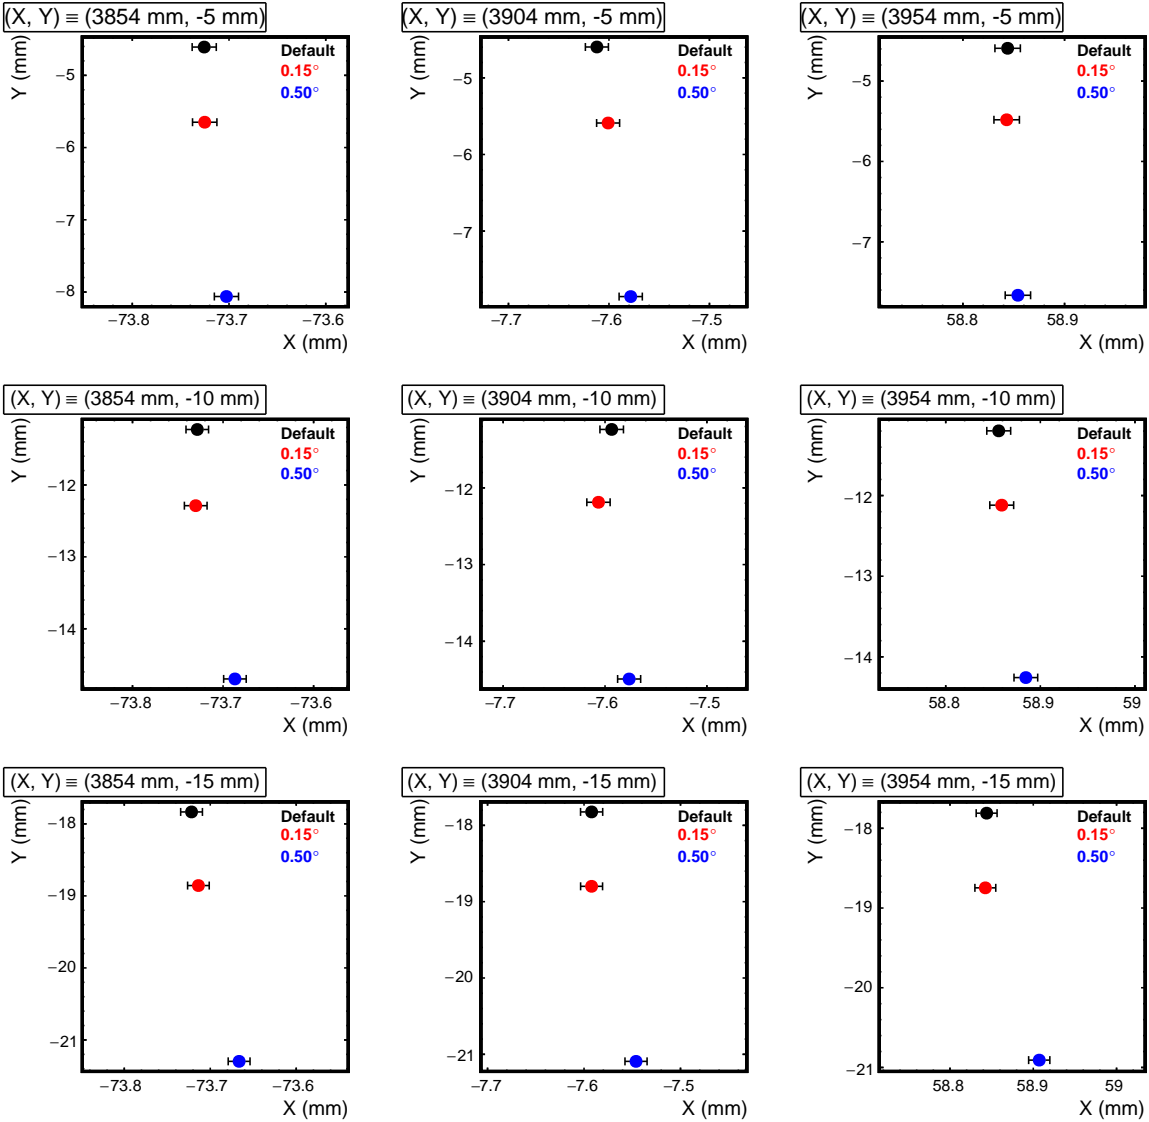 (X, Y) ≡ (3854 mm, -5 mm)
Y (mm)
Default
0.15°
0.50°
−5
−6
−7
−8
−73.8
−73.7
−73.6
X (mm)
(X, Y) ≡ (3904 mm, -5 mm)
Y (mm)
Default
0.15°
0.50°
−5
−6
−7
−7.7
−7.6
−7.5
X (mm)
(X, Y) ≡ (3954 mm, -5 mm)
Y (mm)
Default
0.15°
0.50°
−5
−6
−7
58.8
58.9
X (mm)
(X, Y) ≡ (3854 mm, -10 mm)
Y (mm)
Default
0.15°
0.50°
−12
−13
−14
−73.8
−73.7
−73.6
X (mm)
(X, Y) ≡ (3904 mm, -10 mm)
Y (mm)
Default
0.15°
0.50°
−12
−13
−14
−7.7
−7.6
−7.5
X (mm)
(X, Y) ≡ (3954 mm, -10 mm)
Y (mm)
Default
0.15°
0.50°
−12
−13
−14
58.8
58.9
59
X (mm)
(X, Y) ≡ (3854 mm, -15 mm)
Y (mm)
Default
0.15°
0.50°
−18
−19
−20
−21
−73.8
−73.7
−73.6
X (mm)
(X, Y) ≡ (3904 mm, -15 mm)
Y (mm)
Default
0.15°
0.50°
−18
−19
−20
−21
−7.7
−7.6
−7.5
X (mm)
(X, Y) ≡ (3954 mm, -15 mm)
Y (mm)
Default
0.15°
0.50°
−18
−19
−20
−21
58.8
58.9
59
X (mm)